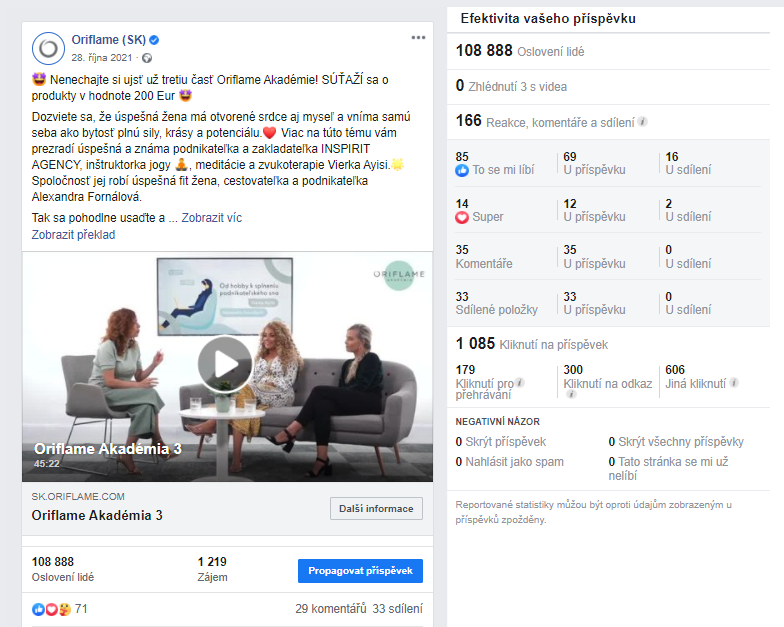 Oriflame (SK)
28. října 2021
🤩 Nenechajte si ujsť už tretiu časť Oriflame Akadémie! SÚŤAŽÍ sa o
produkty v hodnote 200 Eur 🤩
Dozviete sa, že úspešná žena má otvorené srdce aj myseľ a vníma samú
seba ako bytosť plnú sily, krásy a potenciálu.❤️ Viac na túto tému vám
prezradí úspešná a známa podnikateľka a zakladateľka INSPIRIT
AGENCY, inštruktorka jogy 🧘, meditácie a zvukoterapie Vierka Ayisi.
Spoločnosť jej robí úspešná fit žena, cestovateľka a podnikateľka
Alexandra Fornálová.
Tak sa pohodlne usaďte a ... Zobrazit víc
Zobrazit překlad
Od hobby k splneniu
podnikateľského sna
ORIFLAME
Oriflame Akadémia 3
45:22
SK.ORIFLAME.COM
Oriflame Akadémia 3
Další informace
108 888
Oslovení lidé
1 219
Zájem
Propagovat příspěvek
71
29 komentářů 33 sdílení
Efektivita vašeho příspěvku
108 888 Oslovení lidé
0 Zhlédnutí 3 s videa
166 Reakce, komentáře a sdílení
85
To se mi líbí
69
U příspěvku
16
U sdílení
14
Super
12
U příspěvku
2
U sdílení
35
Komentáře
35
U příspěvku
0
U sdílení
33
Sdílené položky
33
U příspěvku
0
U sdílení
1 085 Kliknutí na příspěvek
179
Kliknutí pro
přehrávání
300
Kliknutí na odkaz
606
Jiná kliknutí
NEGATIVNÍ NÁZOR
0 Skrýt příspěvek
0 Skrýt všechny příspěvky
0 Nahlásit jako spam
0 Tato stránka se mi už
nelíbí
Reportované statistiky můžou být oproti údajům zobrazeným u
příspěvků zpožděny.